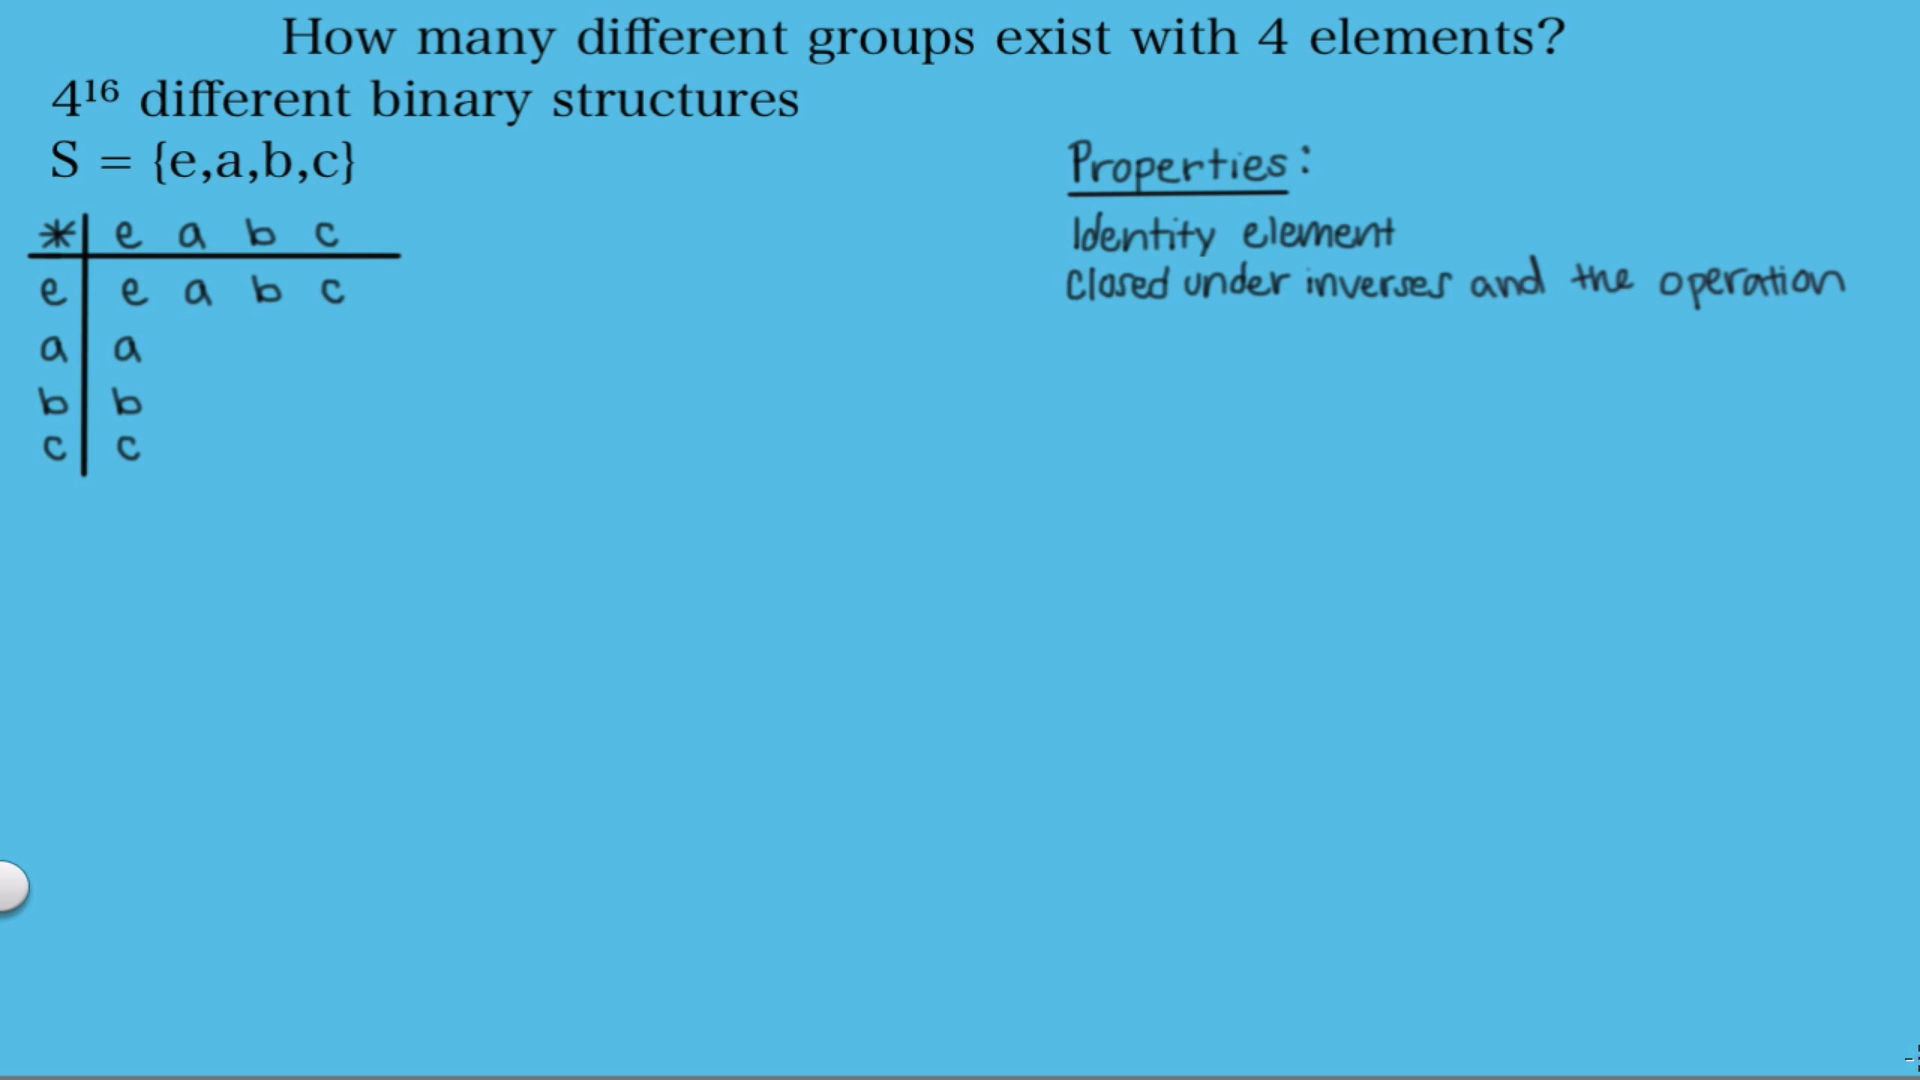 How many different groups exist with 4 elements?
4¹⁶ different binary structures
S = {e,a,b,c}
Properties:
Identity element
closed under inverses and the operation
* e a b c
e e a b c
a a
b b
c c